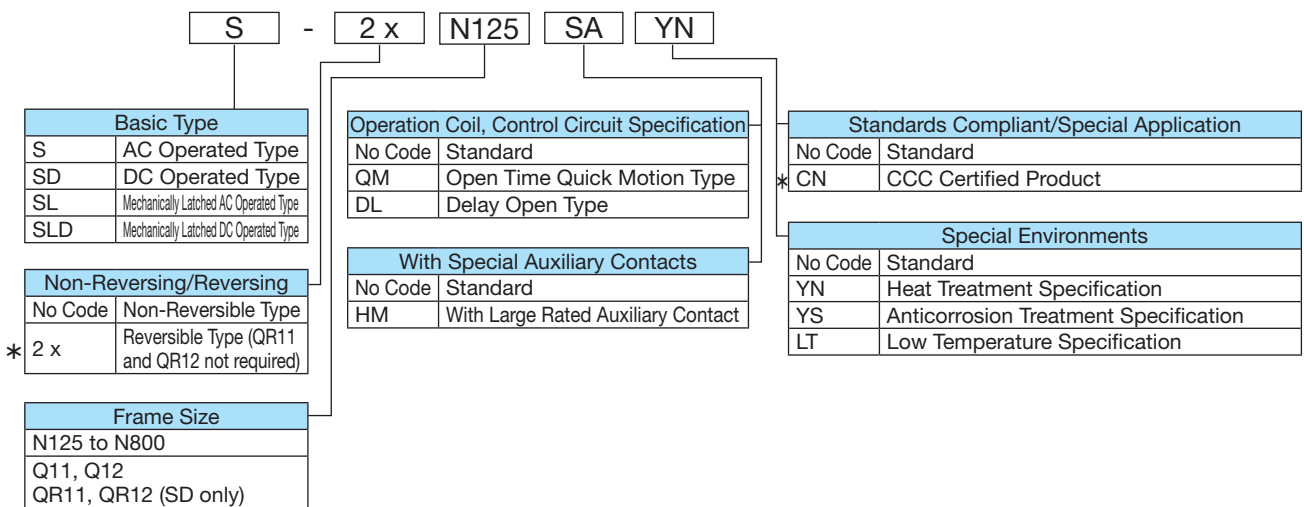 S - 2 x N125 SA YN
Basic Type
S AC Operated Type
SD DC Operated Type
SL Mechanically Latched AC Operated Type
SLD Mechanically Latched DC Operated Type
Non-Reversing/Reversing
No Code Non-Reversible Type
* 2 x Reversible Type (QR11
and QR12 not required)
Frame Size
N125 to N800
Q11, Q12
QR11, QR12 (SD only)
Operation Coil, Control Circuit Specification
No Code Standard
QM Open Time Quick Motion Type
DL Delay Open Type
With Special Auxiliary Contacts
No Code Standard
HM With Large Rated Auxiliary Contact
Standards Compliant/Special Application
No Code Standard
* CN CCC Certified Product
Special Environments
No Code Standard
YN Heat Treatment Specification
YS Anticorrosion Treatment Specification
LT Low Temperature Specification